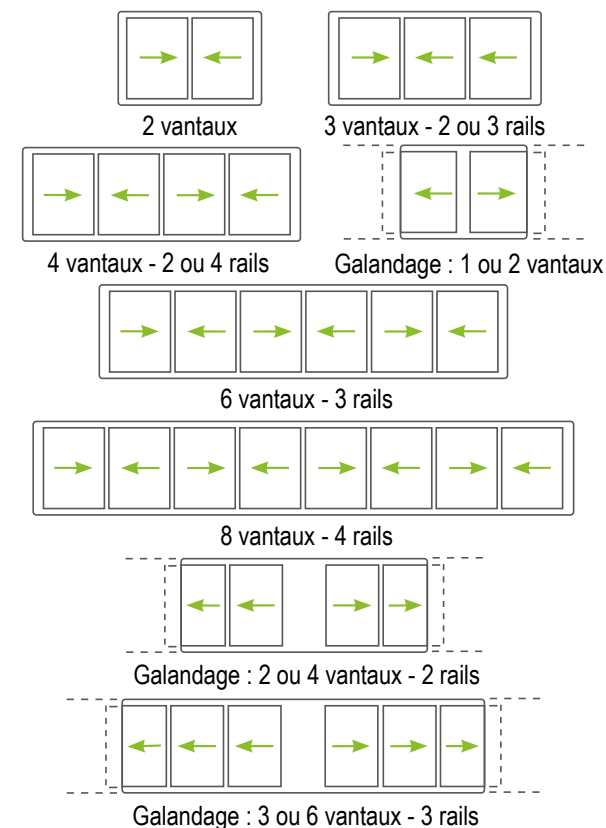 2 vantaux
3 vantaux - 2 ou 3 rails
4 vantaux - 2 ou 4 rails
Galandage : 1 ou 2 vantaux
6 vantaux - 3 rails
8 vantaux - 4 rails
Galandage : 2 ou 4 vantaux - 2 rails
Galandage : 3 ou 6 vantaux - 3 rails